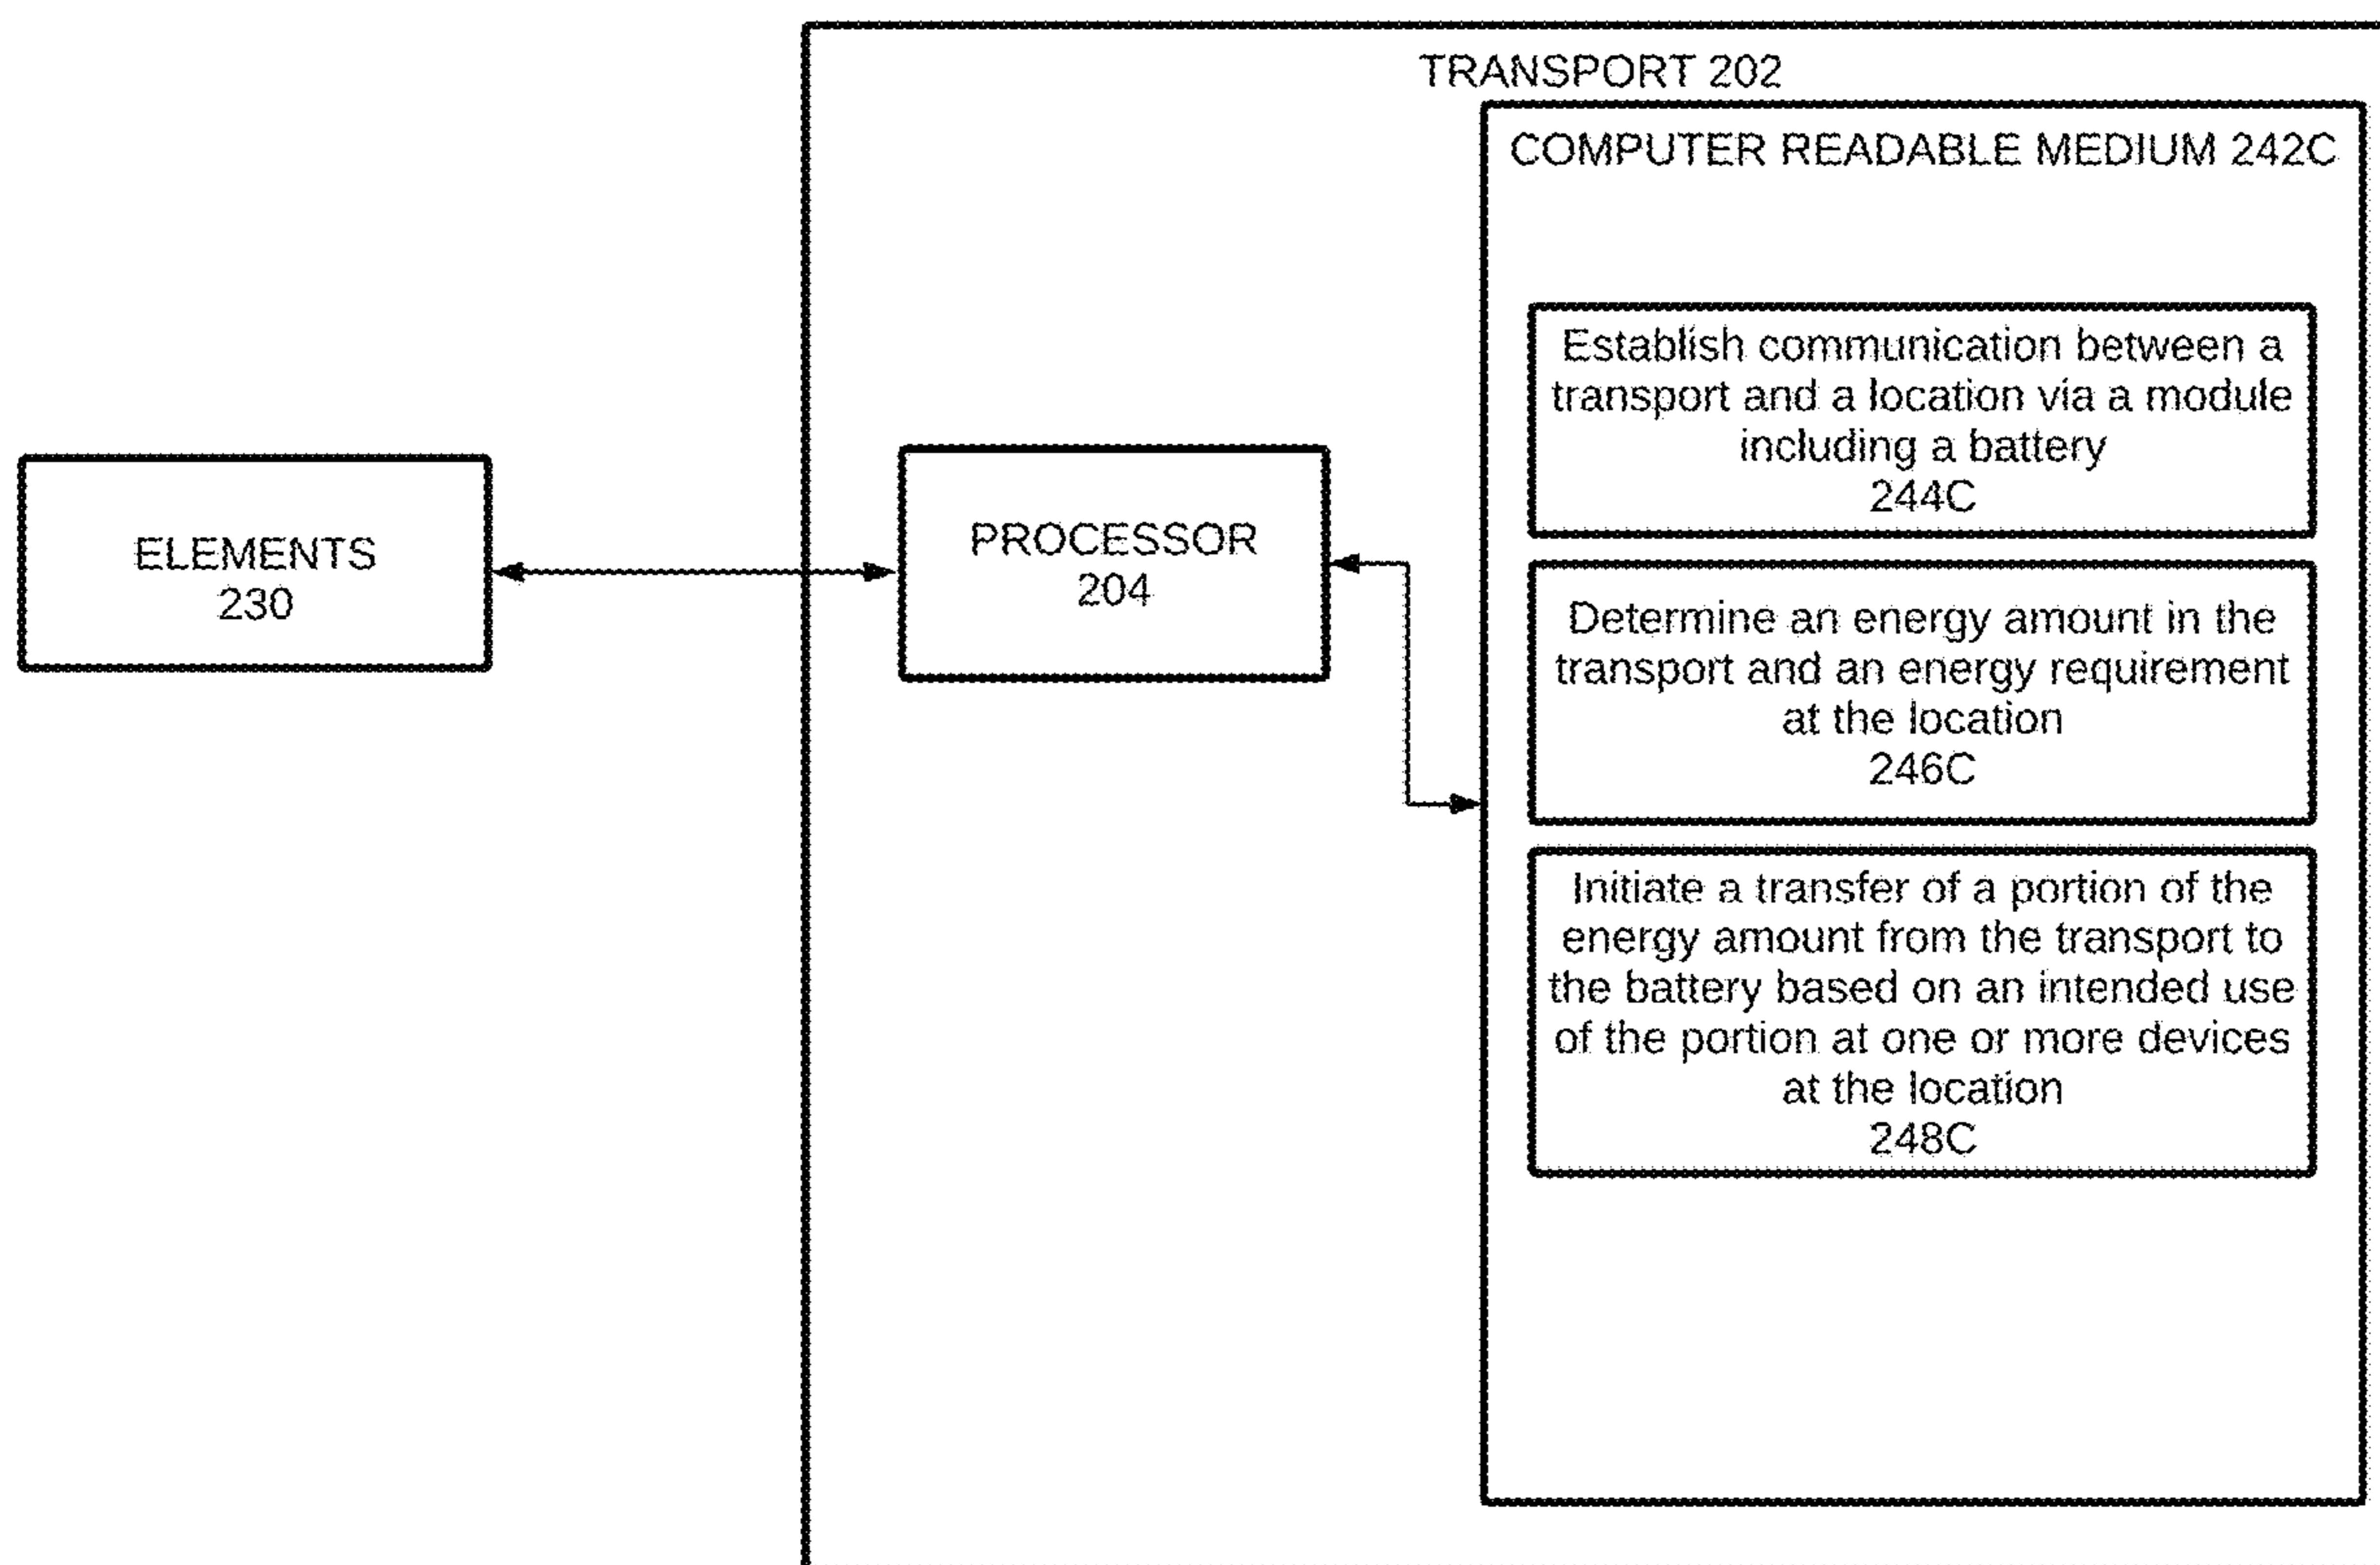 TRANSPORT 202
COMPUTER READABLE MEDIUM 242C
Establish communication between a
transport and a location via a module
including a battery
244C
ELEMENTS
230
PROCESSOR
204
Determine an energy amount in the
transport and an energy requirement
at the location
246C
Initiate a transfer of a portion of the
energy amount from the transport to
the battery based on an intended use
of the portion at one or more devices
at the location
248C